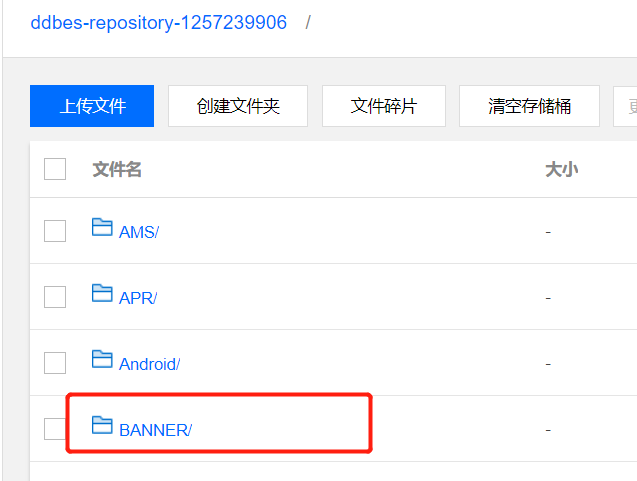 ddbes-repository-1257239906 /
上传文件 创建文件夹 文件碎片 清空存储桶
文件名 大小
AMS/ -
APR/ -
Android/ -
BANNER/ -